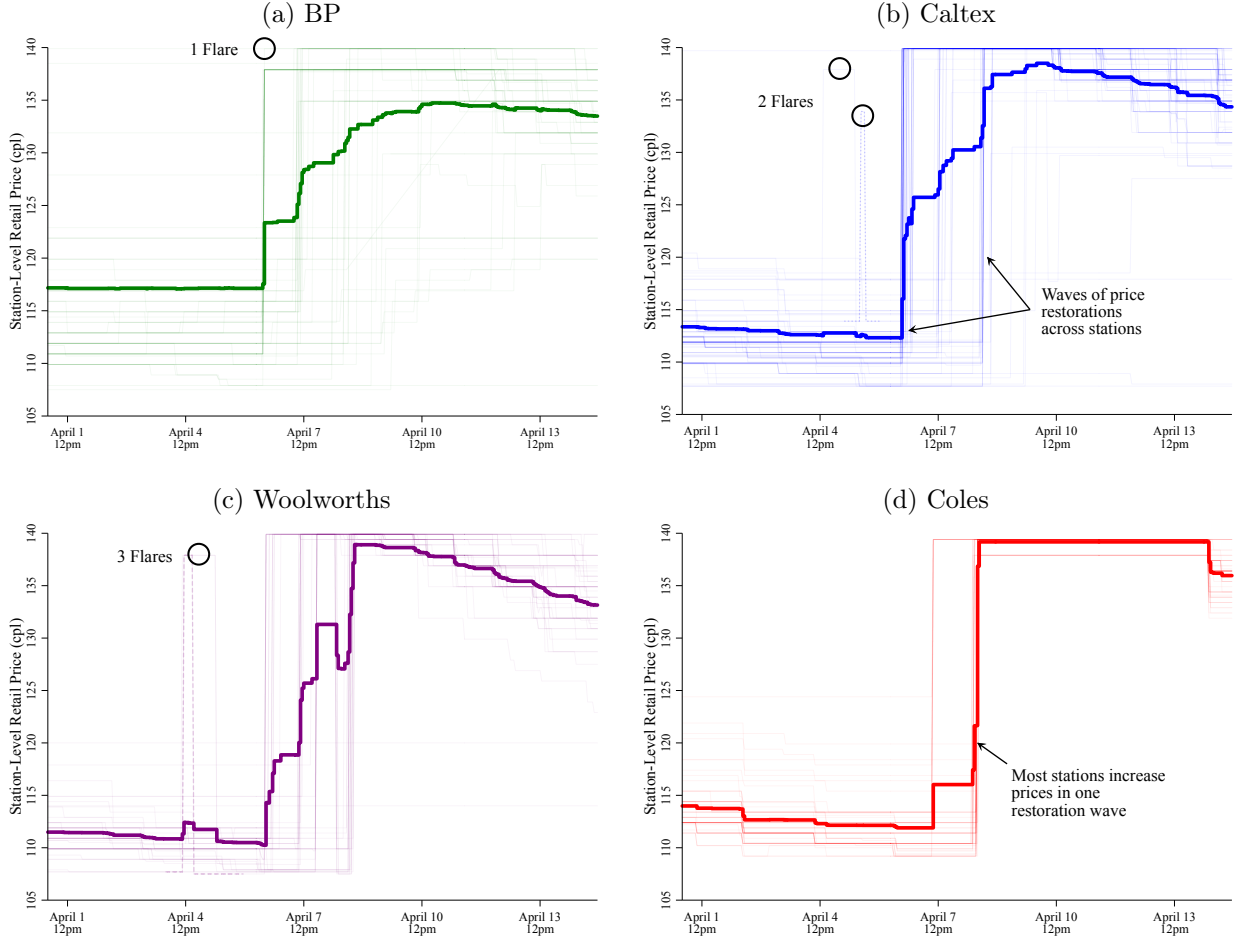 (a) BP
Station-Level Retail Price (cpl)
140
135
130
125
120
115
110
105
1 Flare
April 1
12pm
April 4
12pm
April 7
12pm
April 10
12pm
April 13
12pm
(b) Caltex
Station-Level Retail Price (cpl)
140
135
130
125
120
115
110
105
2 Flares
Waves of price
restorations
across stations
April 1
12pm
April 4
12pm
April 7
12pm
April 10
12pm
April 13
12pm
(c) Woolworths
Station-Level Retail Price (cpl)
140
135
130
125
120
115
110
105
3 Flares
April 1
12pm
April 4
12pm
April 7
12pm
April 10
12pm
April 13
12pm
(d) Coles
Station-Level Retail Price (cpl)
140
135
130
125
120
115
110
105
Most stations increase
prices in one
restoration wave
April 1
12pm
April 4
12pm
April 7
12pm
April 10
12pm
April 13
12pm